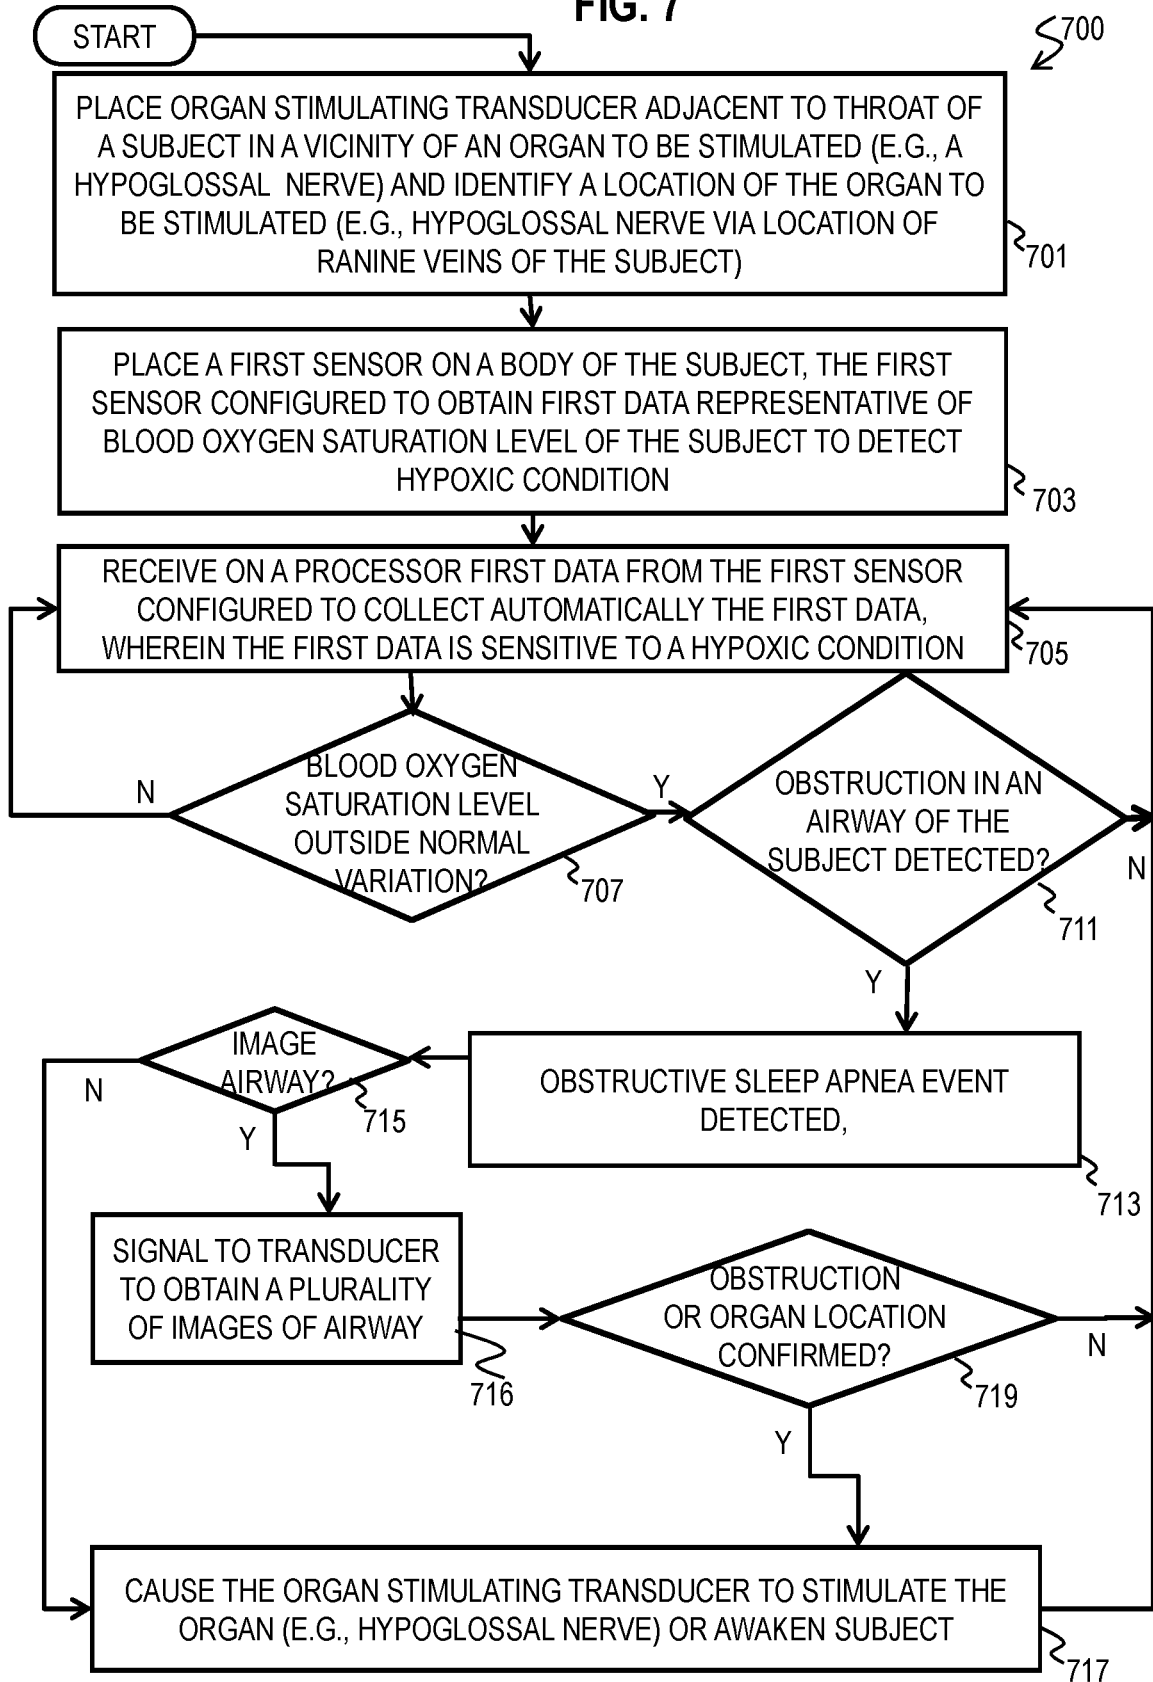 FIG. 7
START
700
PLACE ORGAN STIMULATING TRANSDUCER ADJACENT TO THROAT OF
A SUBJECT IN A VICINITY OF AN ORGAN TO BE STIMULATED (E.G., A
HYPOGLOSSAL NERVE) AND IDENTIFY A LOCATION OF THE ORGAN TO
BE STIMULATED (E.G., HYPOGLOSSAL NERVE VIA LOCATION OF
RANINE VEINS OF THE SUBJECT)
701
PLACE A FIRST SENSOR ON A BODY OF THE SUBJECT, THE FIRST
SENSOR CONFIGURED TO OBTAIN FIRST DATA REPRESENTATIVE OF
BLOOD OXYGEN SATURATION LEVEL OF THE SUBJECT TO DETECT
HYPOXIC CONDITION
703
RECEIVE ON A PROCESSOR FIRST DATA FROM THE FIRST SENSOR
CONFIGURED TO COLLECT AUTOMATICALLY THE FIRST DATA,
WHEREIN THE FIRST DATA IS SENSITIVE TO A HYPOXIC CONDITION
705
N
BLOOD OXYGEN
SATURATION LEVEL
OUTSIDE NORMAL
VARIATION?
707
Y
OBSTRUCTION IN AN
AIRWAY OF THE
SUBJECT DETECTED?
N
711
Y
OBSTRUCTIVE SLEEP APNEA EVENT
DETECTED,
713
IMAGE
AIRWAY?
N
715
Y
SIGNAL TO TRANSDUCER
TO OBTAIN A PLURALITY
OF IMAGES OF AIRWAY
716
OBSTRUCTION
OR ORGAN LOCATION
CONFIRMED?
N
719
Y
CAUSE THE ORGAN STIMULATING TRANSDUCER TO STIMULATE THE
ORGAN (E.G., HYPOGLOSSAL NERVE) OR AWAKEN SUBJECT
717